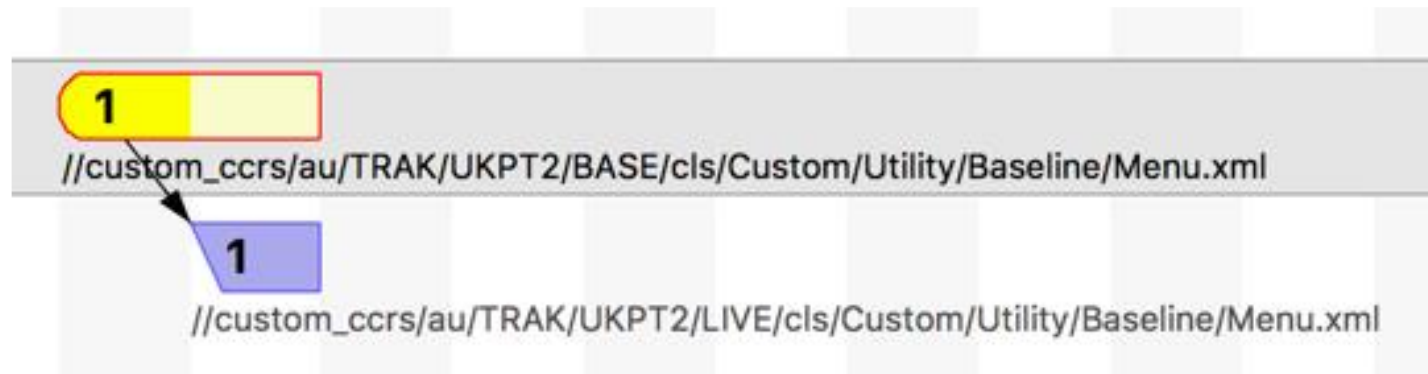 1
//custom_ccrs/au/TRAK/UKPT2/BASE/cls/Custom/Utility/Baseline/Menu.xml
1
//custom_ccrs/au/TRAK/UKPT2/LIVE/cls/Custom/Utility/Baseline/Menu.xml